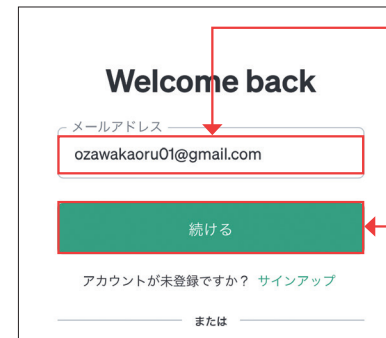 Welcome back
メールアドレス
ozawakaoru01@gmail.com
続ける
アカウントが未登録ですか？ サインアップ
または